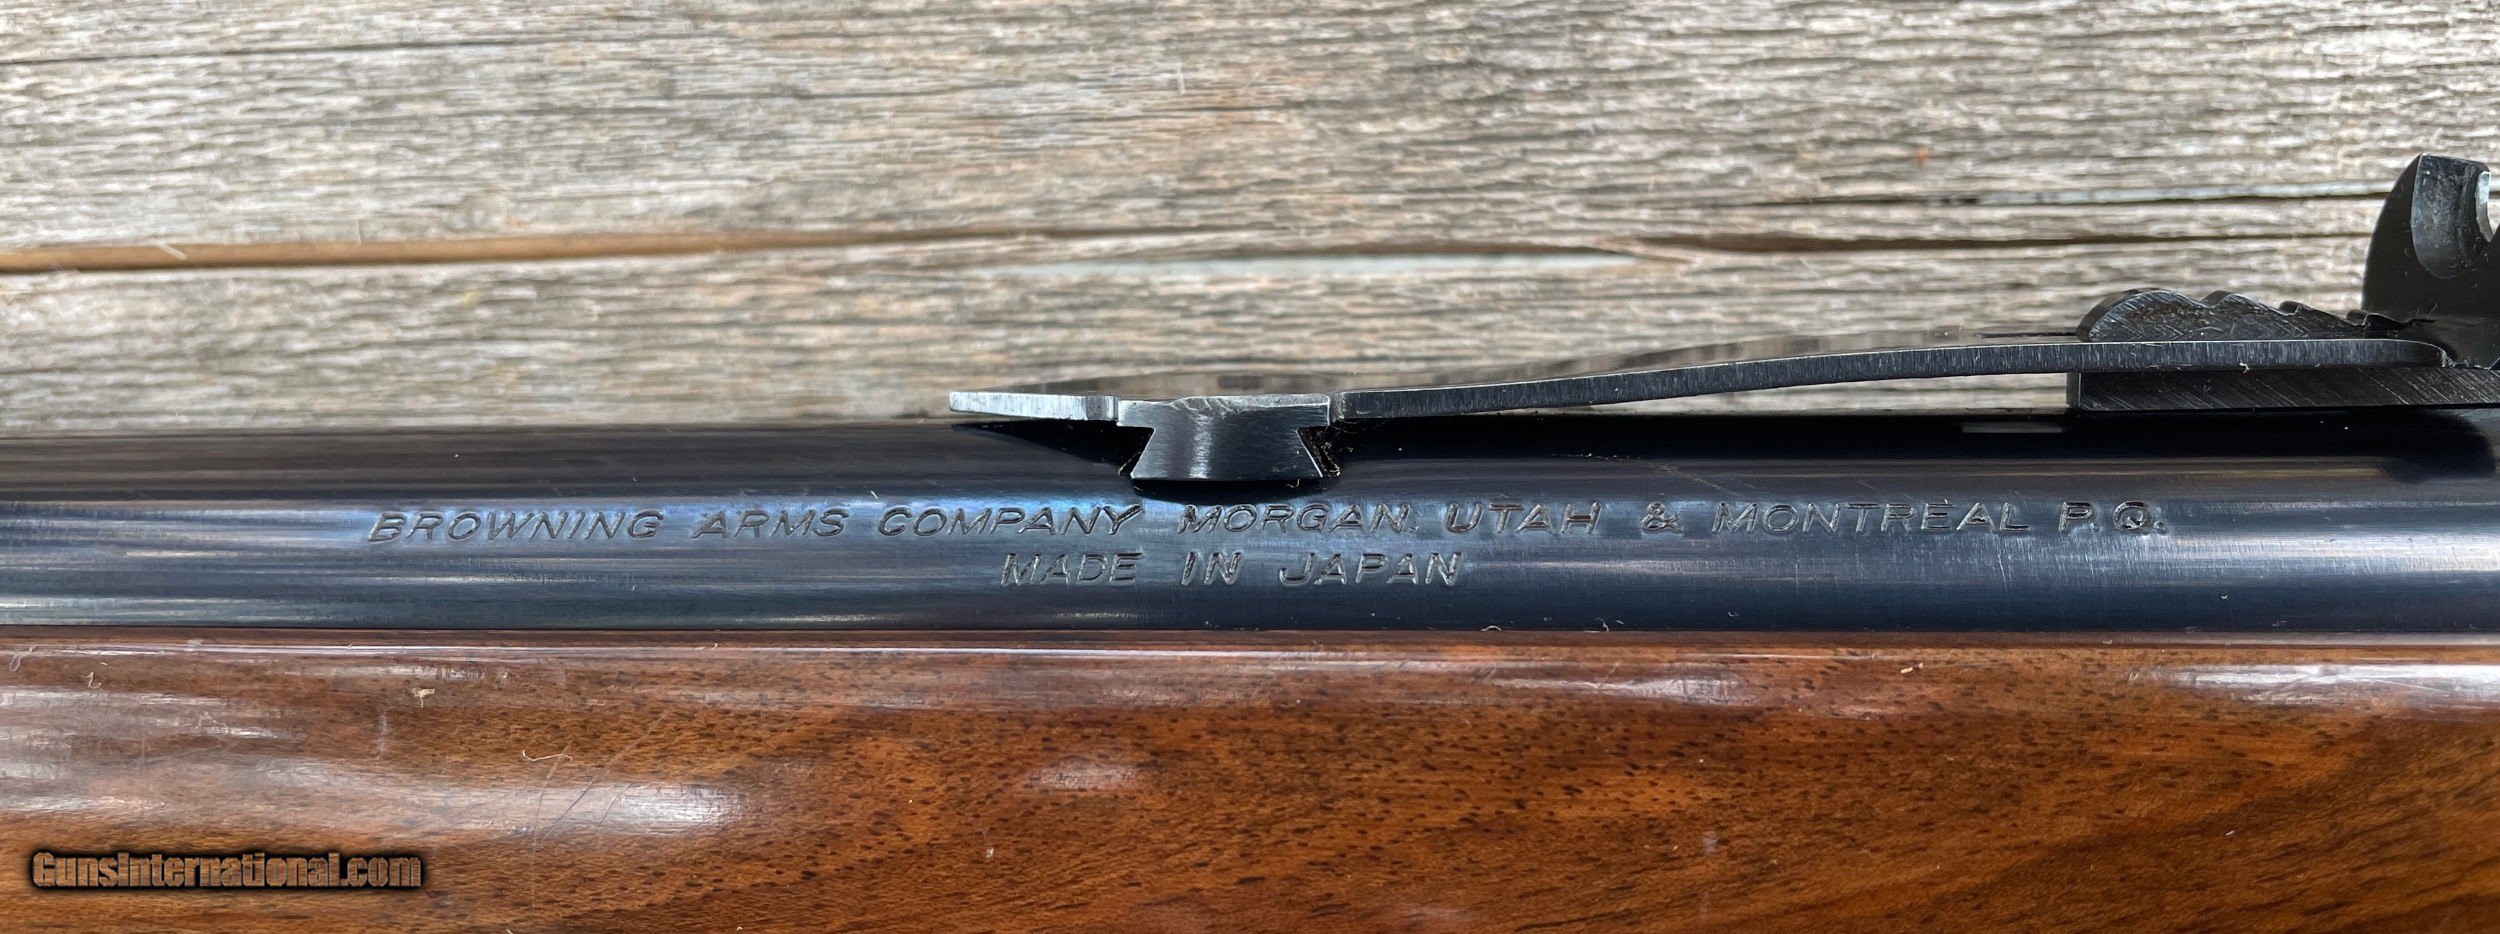 BROWNING ARMS COMPANY MORGAN, UTAH & MONTREAL P.Q.
MADE IN JAPAN
GunsInternational.com